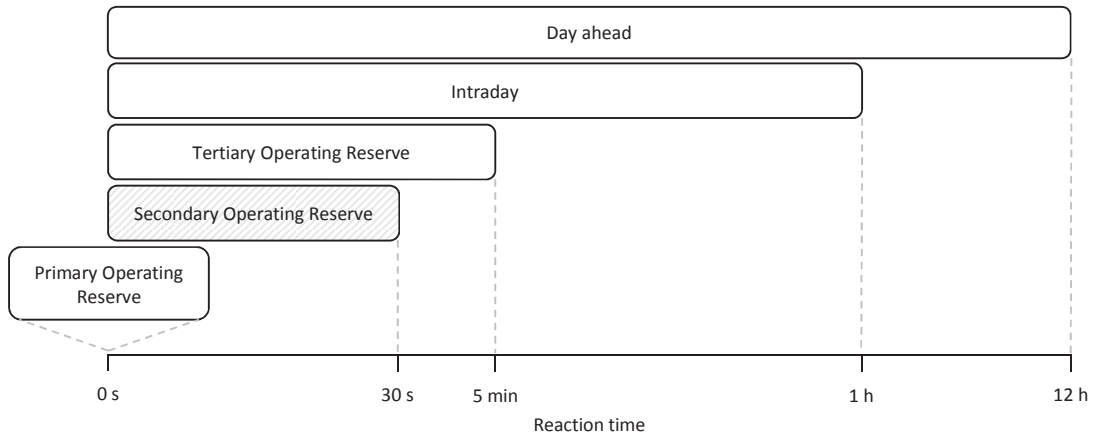 Day ahead
Intraday
Tertiary Operating Reserve
Secondary Operating Reserve
Primary Operating
Reserve
0 s
30 s
5 min
1 h
12 h
Reaction time